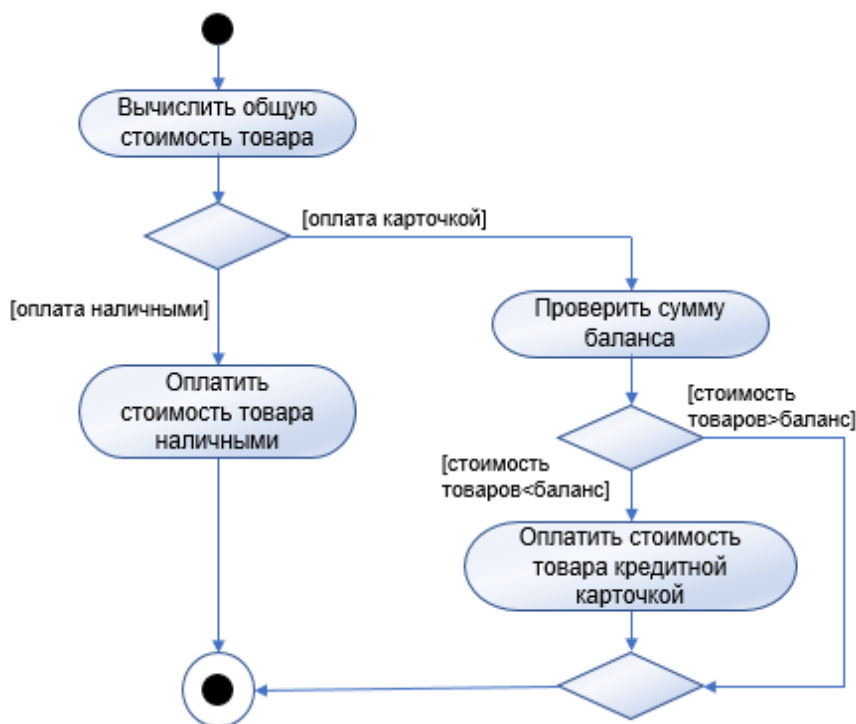 Вычислить общую
стоимость товара
[оплата карточкой]
[оплата наличными]
Проверить сумму
баланса
Оплатить
стоимость товара
наличными
[стоимость
товаров>баланс]
[стоимость
товаров<баланс]
Оплатить стоимость
товара кредитной
карточкой